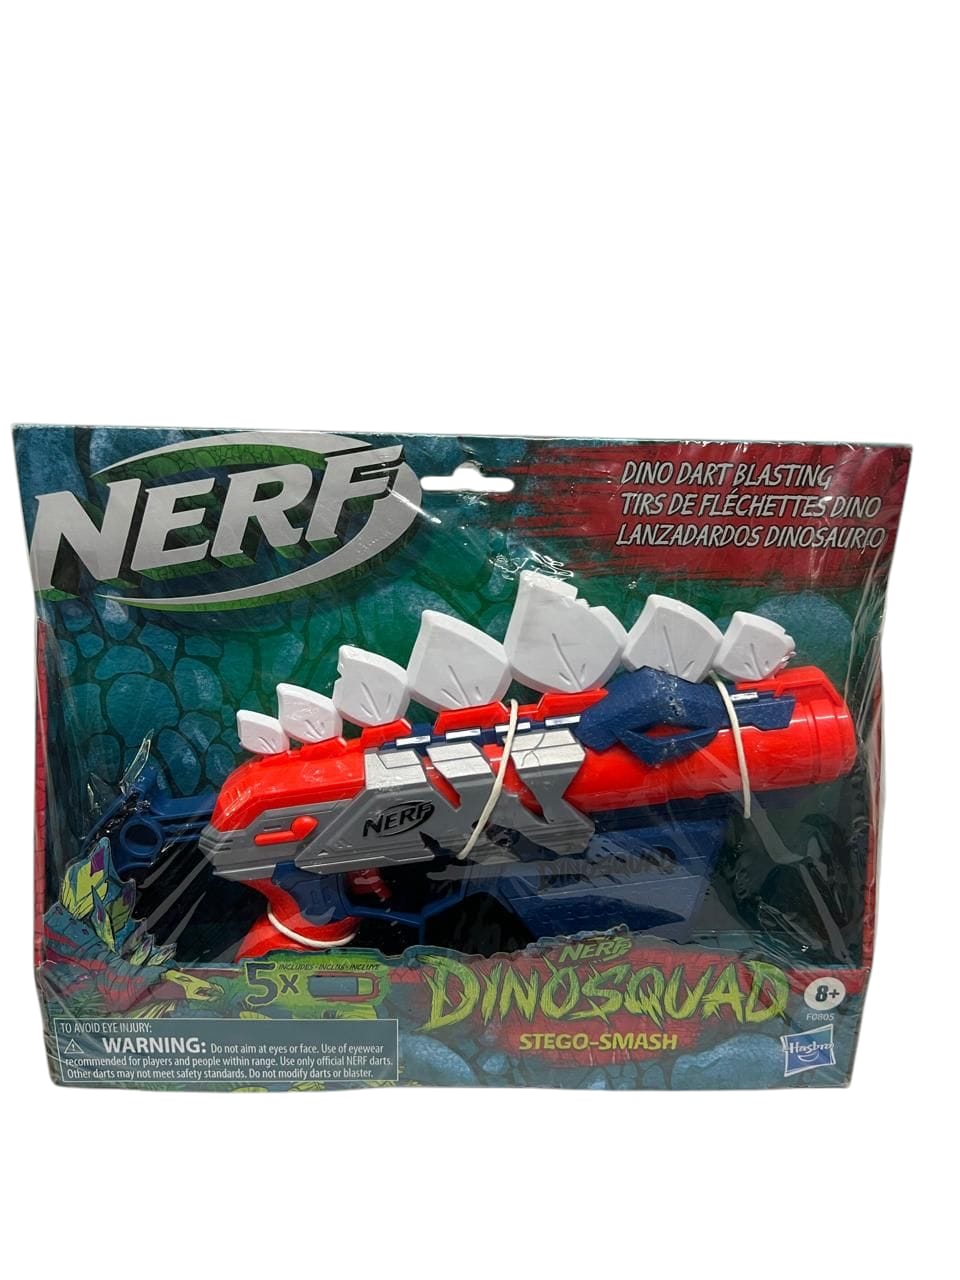 NERF
DINO DART BLASTING
TIRS DE FLÉCHETTES DINO
LANZADARDOS DINOSAURIO
NERF
DINOSQUAD
5X
INCLUDES • INCLUS • INCLUYE
NERF
DINOSQUAD
STEGO-SMASH
8+
F0805
Hasbro
TO AVOID EYE INJURY:
WARNING: Do not aim at eyes or face. Use of eyewear
recommended for players and people within range. Use only official NERF darts.
Other darts may not meet safety standards. Do not modify darts or blaster.